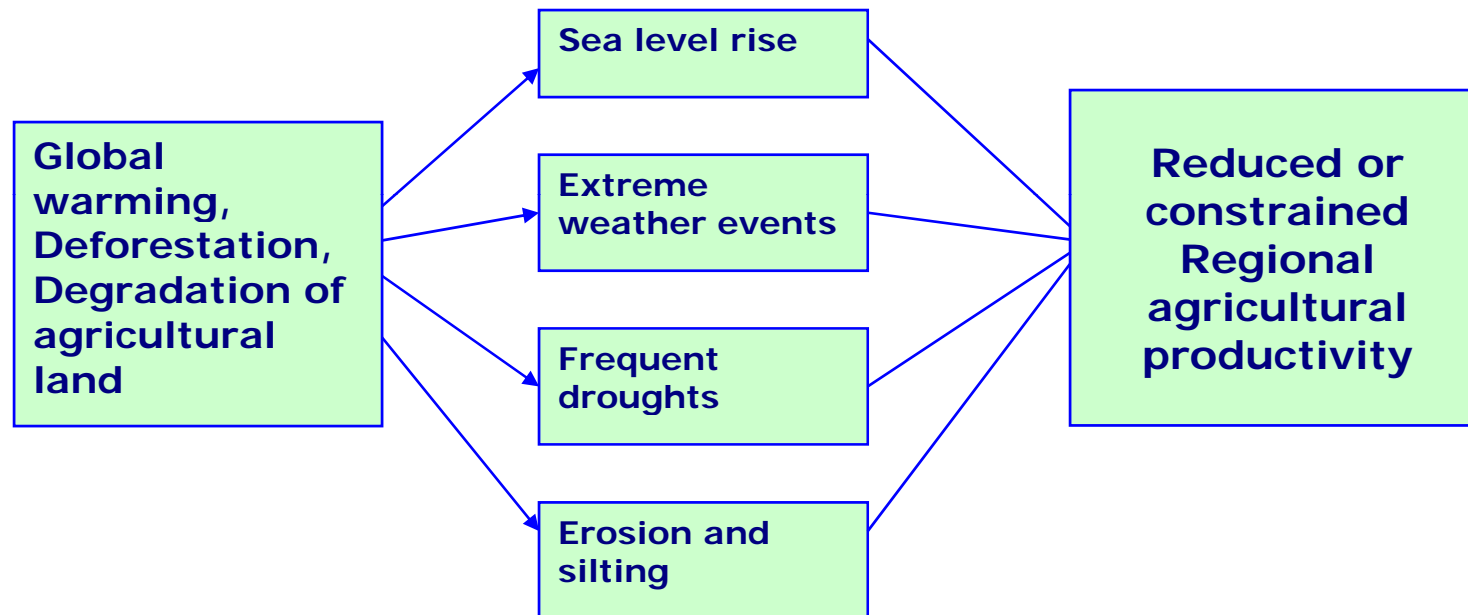 Global
warming,
Deforestation,
Degradation of
agricultural
land
Sea level rise
Extreme
weather events
Frequent
droughts
Erosion and
silting
Reduced or
constrained
Regional
agricultural
productivity